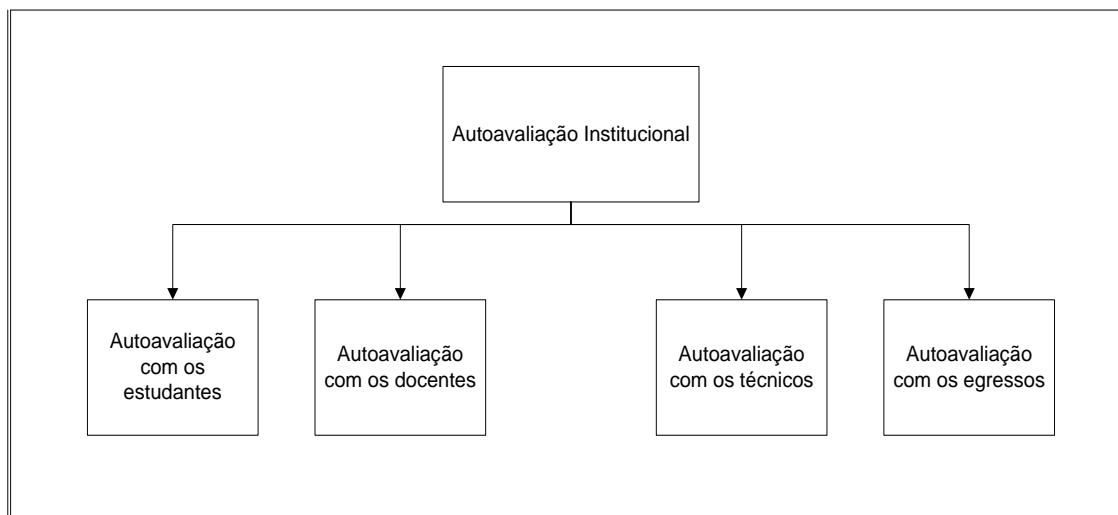 Autoavaliação Institucional
Autoavaliação
com os
estudantes
Autoavaliação
com os docentes
Autoavaliação
com os técnicos
Autoavaliação
com os egressos